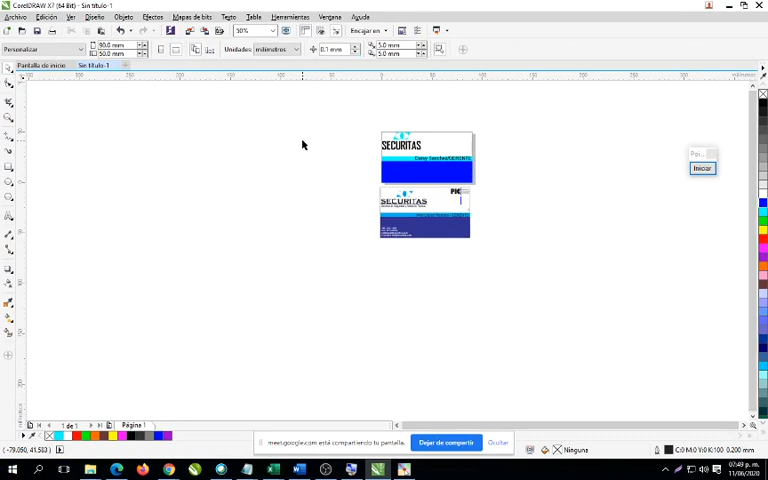 CorelDRAW X7 (64 Bit) - Sin título-1
Archivo Edición Ver Diseño Objeto Efectos Mapas de bits Texto Tabla Herramientas Ventana Ayuda
50% Encajar en
Personalizar 90.0 mm 50.0 mm Unidades: milímetros 0.1 mm 5.0 mm 5.0 mm
Pantalla de inicio Sin título-1
milímetros
SECURITAS
Iniciar
SECURITAS
1 de 1 Página 1
meet.google.com está compartiendo tu pantalla. Dejar de compartir Ocultar
(-79.050, 41.583) Ninguna C:0 M:0 Y:0 K:100 0.200 mm
07:49 p. m.
11/06/2020